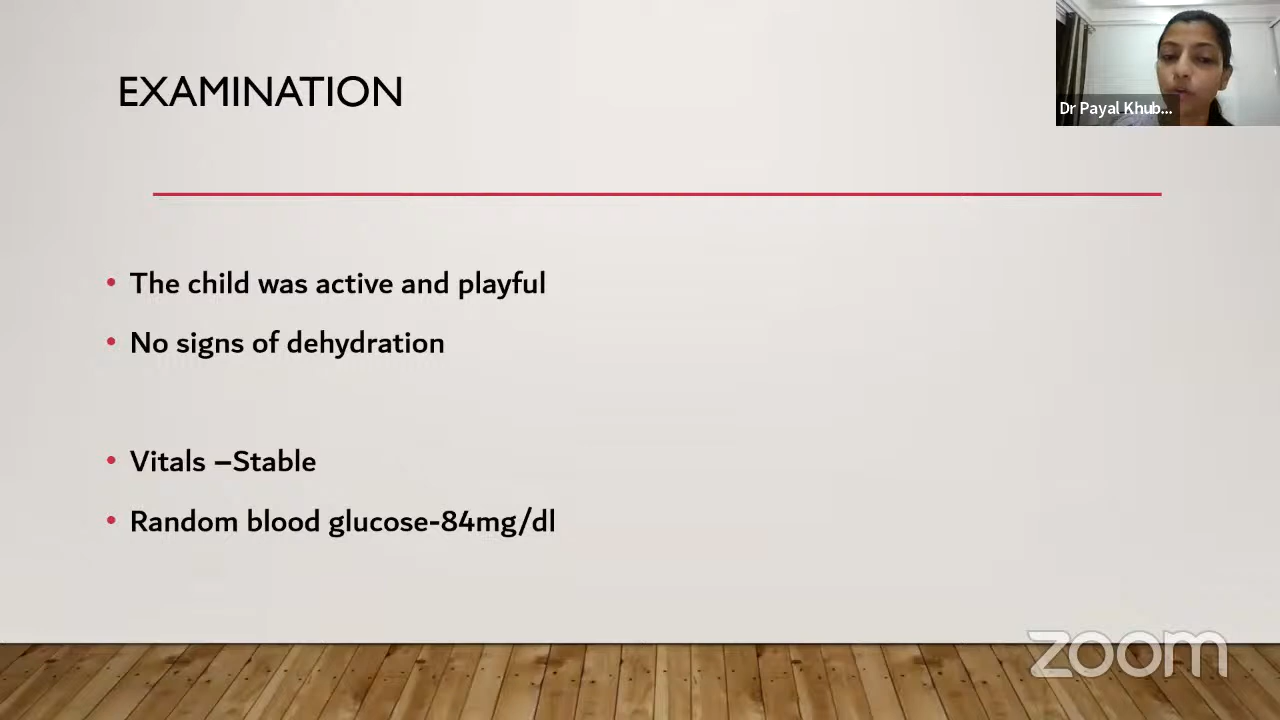 EXAMINATION
Dr Payal Khub...
• The child was active and playful
• No signs of dehydration
• Vitals –Stable
• Random blood glucose-84mg/dl
zoom